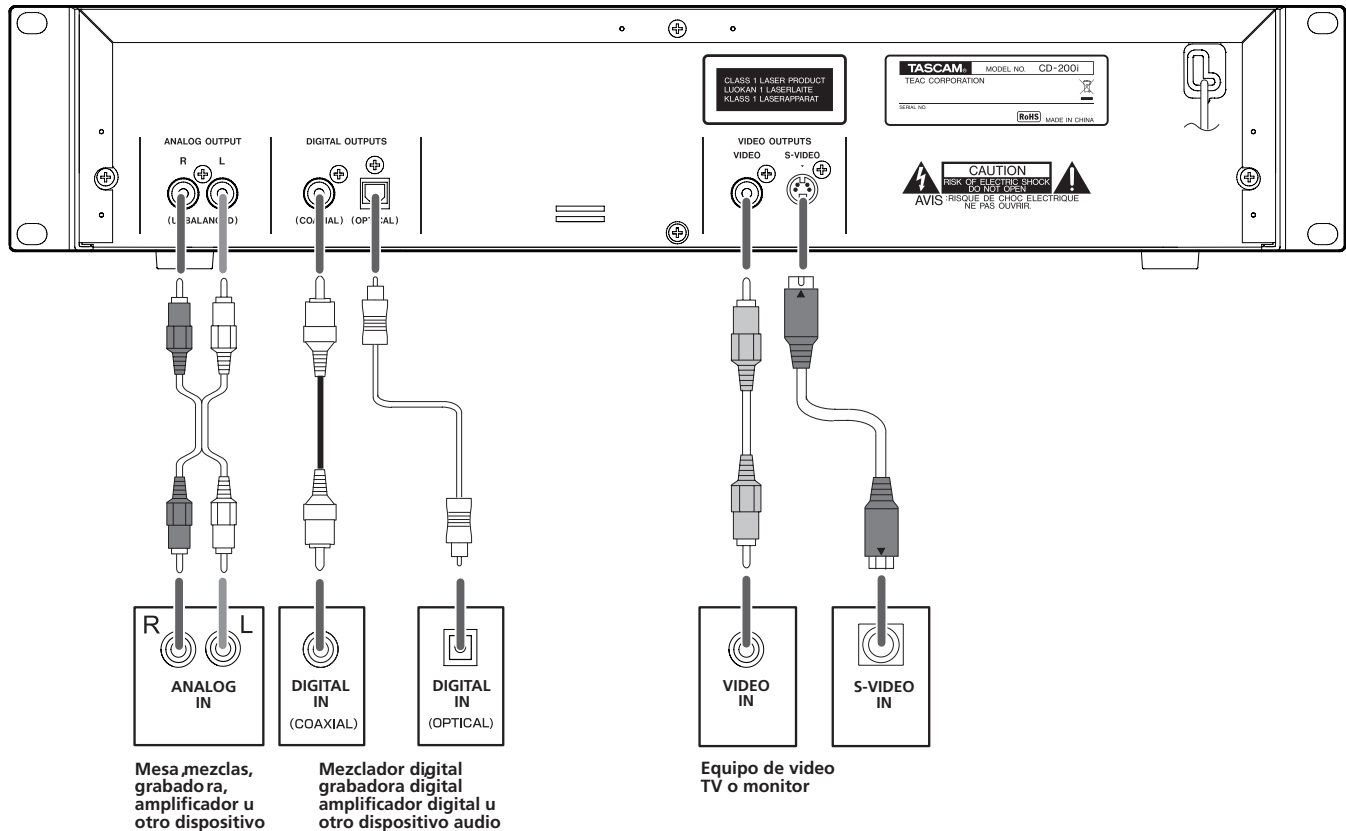 CLASS 1 LASER PRODUCT
LUOKAN 1 LASERLAITE
KLASS 1 LASERAPPARAT
TASCAM® MODEL NO. CD-200i
TEAC CORPORATION
SERIAL NO.
RoHS MADE IN CHINA
ANALOG OUTPUT
R L
(UNBALANCED)
DIGITAL OUTPUTS
(COAXIAL) (OPTICAL)
VIDEO OUTPUTS
VIDEO S-VIDEO
CAUTION
RISK OF ELECTRIC SHOCK
DO NOT OPEN
AVIS :RISQUE DE CHOC ELECTRIQUE
NE PAS OUVRIR.
R L
ANALOG
IN
DIGITAL
IN
(COAXIAL)
DIGITAL
IN
(OPTICAL)
VIDEO
IN
S-VIDEO
IN
Mesa,mezclas,
grabadora,
amplificador u
otro dispositivo
Mezclador digital
grabadora digital
amplificador digital u
otro dispositivo audio
Equipo de video
TV o monitor